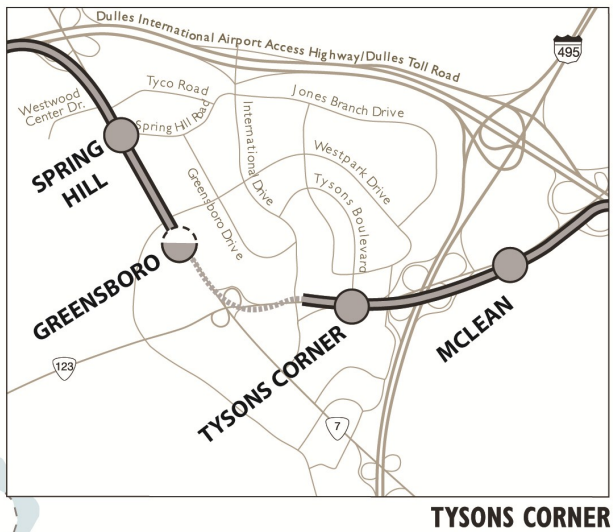 Dulles International Airport Access Highway/Dulles Toll Road
495
Westwood
Center Dr.
Tyco Road
Spring Hill Road
International Drive
Jones Branch Drive
Westpark Drive
Tysons Boulevard
Greensboro Drive
SPRING
HILL
GREENSBORO
TYSONS CORNER
MCLEAN
123
7
TYSONS CORNER